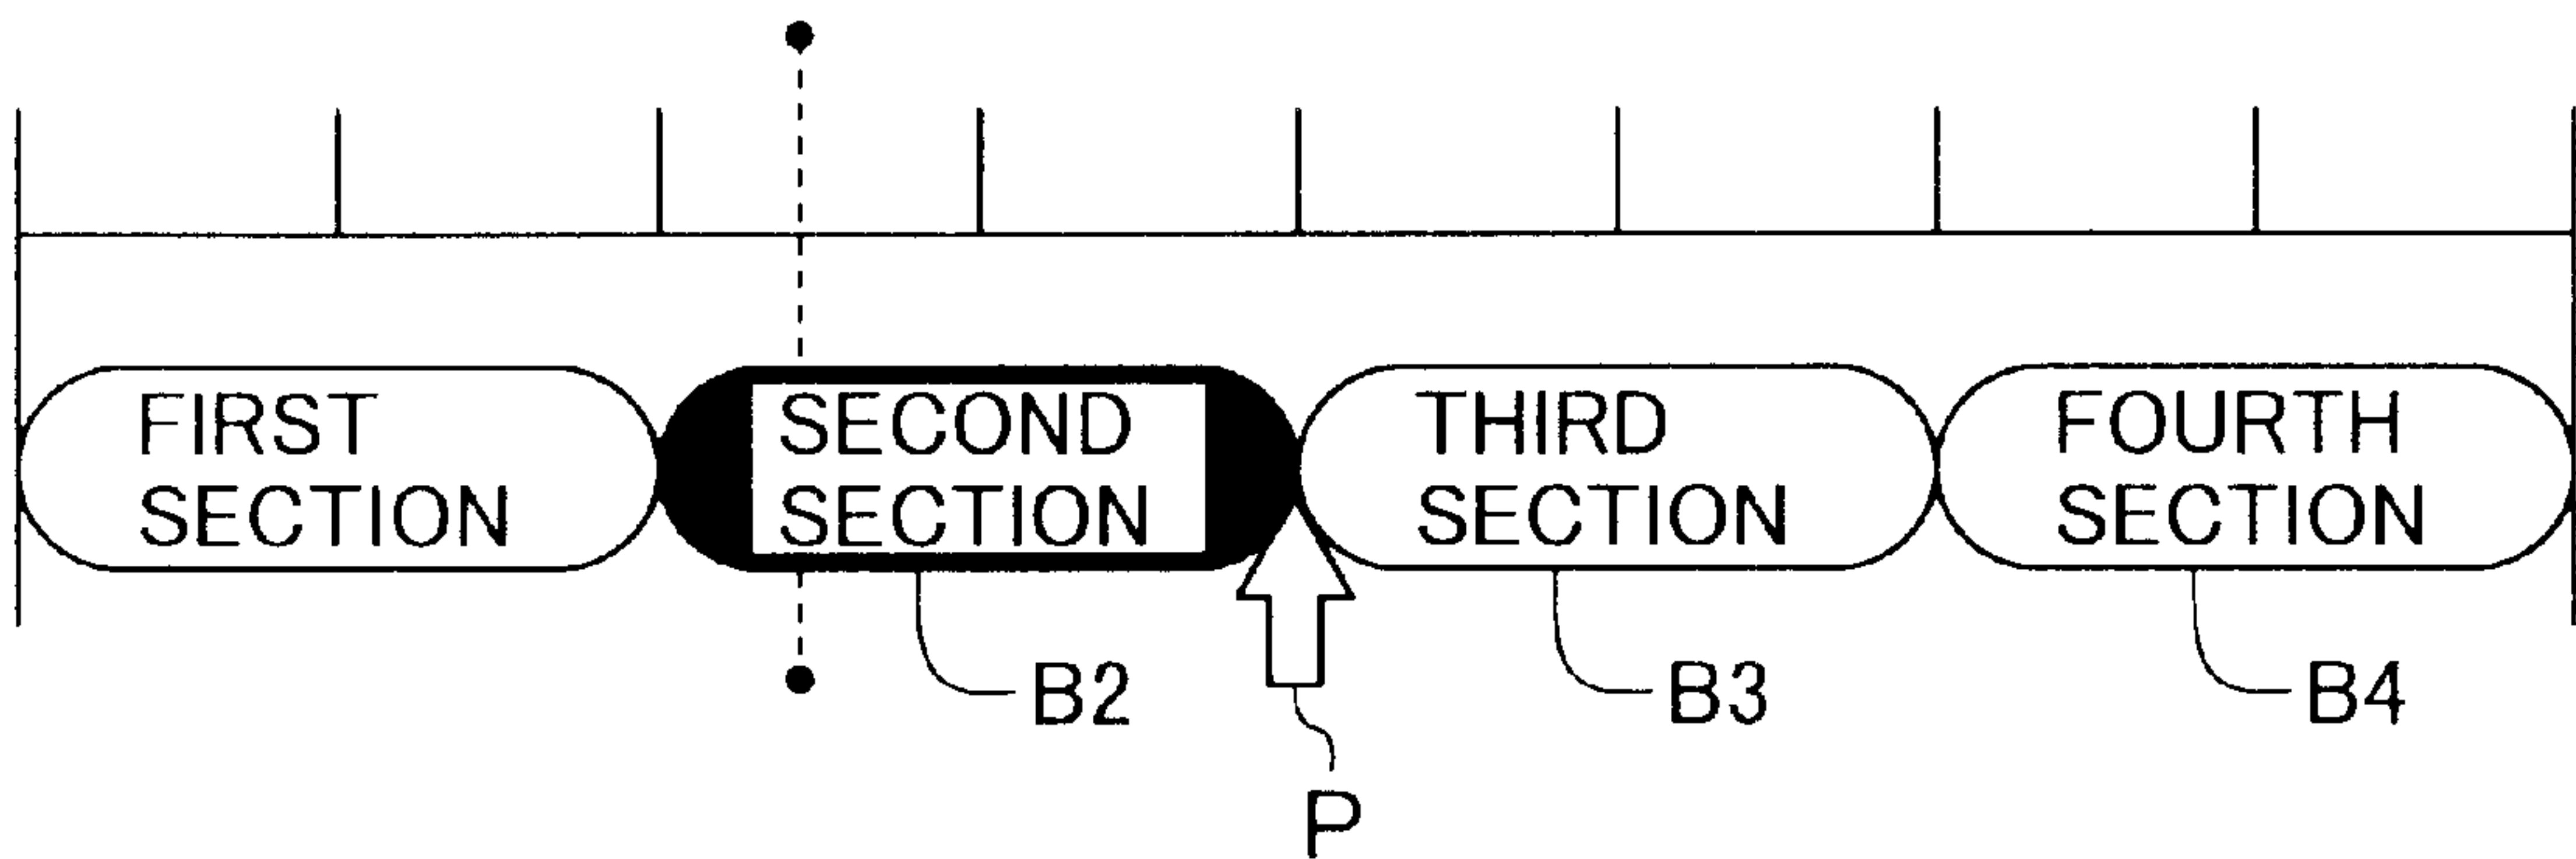 FIRST
SECTION
SECOND
SECTION
THIRD
SECTION
FOURTH
SECTION
B2
B3
B4
P